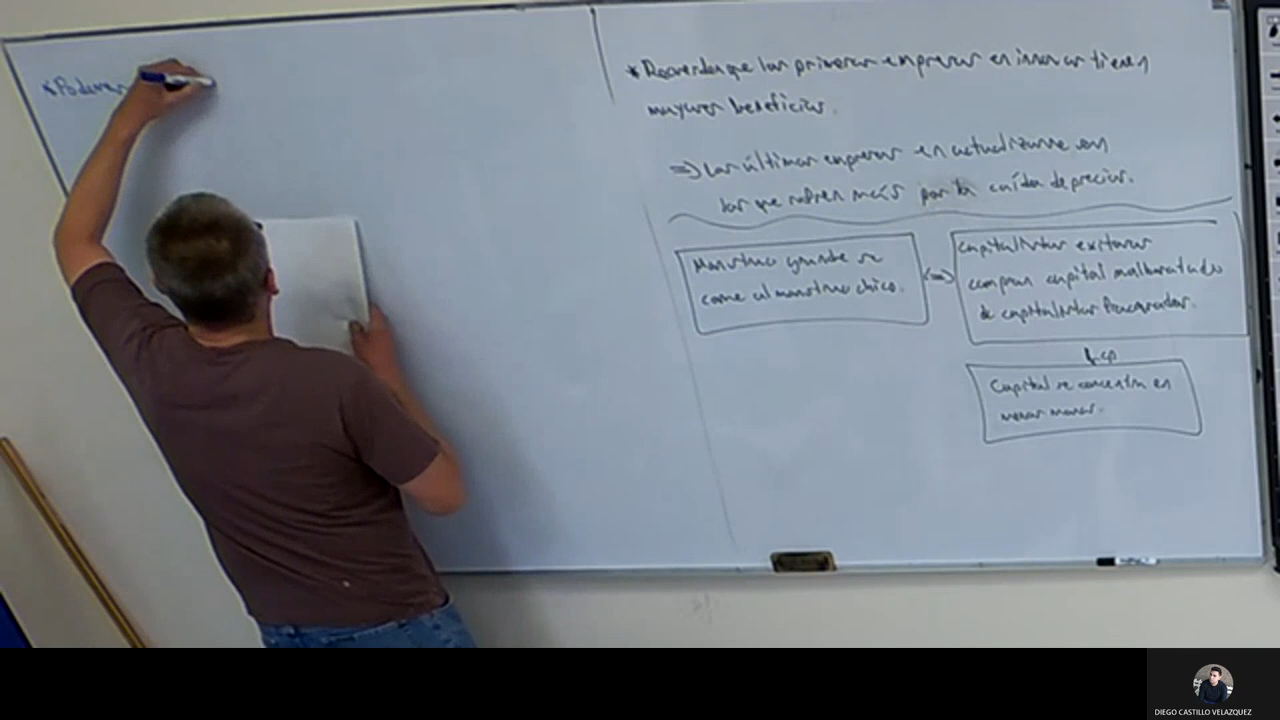 * Podemos
* Recuerden que las primeras empresas en innovar tienen
mayores beneficios.
=> Las últimas empresas en actualizarse son
las que sufren más por la caída de precios.
Monstruo grande se
come al monstruo chico.
<=>
Capitalistas exitosos
compran capital malbaratado
de capitalistas fracasados.
Capital se concentra en
menos manos.
DIEGO CASTILLO VELAZQUEZ